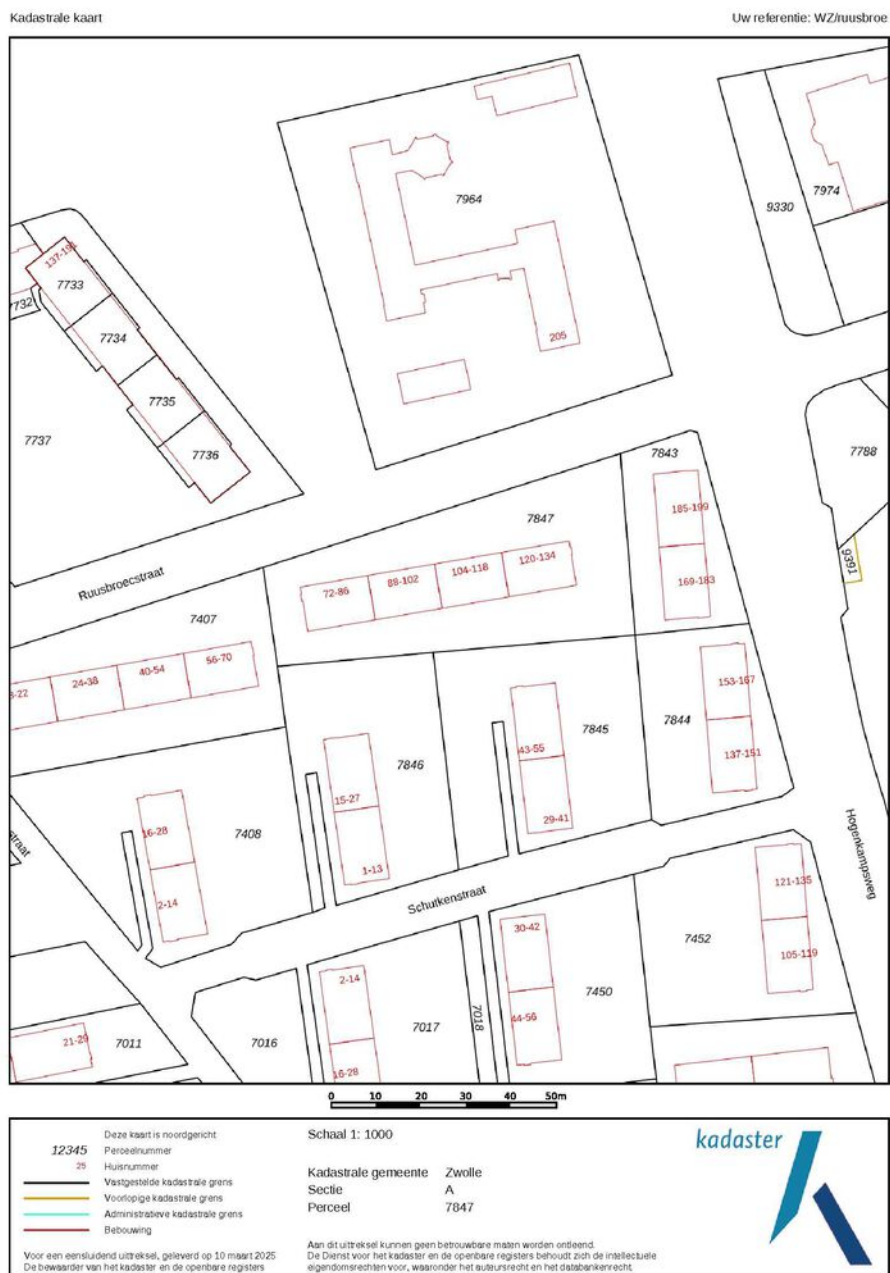 Kadastrale kaart
Uw referentie: WZ/ruusbroe
7964
9330
7974
137-191
7733
7732
7734
7735
7736
7737
205
7788
7843
7847
185-199
9391
120-134
104-118
88-102
72-86
169-183
Ruusbroecstraat
7407
56-70
40-54
24-38
153-167
7844
7845
137-151
43-55
7846
15-27
29-41
16-28
7408
1-13
2-14
Schutkenstraat
Hogenkampsweg
121-135
105-119
7452
30-42
7450
44-56
7018
2-14
7017
16-28
7016
7011
21-29
0 10 20 30 40 50m
Deze kaart is noordgericht
12345 Perceelnummer
25 Huisnummer
Vastgestelde kadastrale grens
Voorlopige kadastrale grens
Administratieve kadastrale grens
Bebouwing
Voor een eensluidend uittreksel, geleverd op 10 maart 2025
De bewaarder van het kadaster en de openbare registers
Schaal 1: 1000
Kadastrale gemeente Zwolle
Sectie A
Perceel 7847
Aan dit uittreksel kunnen geen betrouwbare maten worden ontleend.
De Dienst voor het kadaster en de openbare registers behoudt zich de intellectuele
eigendomsrechten voor, waaronder het auteursrecht en het databankenrecht.
kadaster